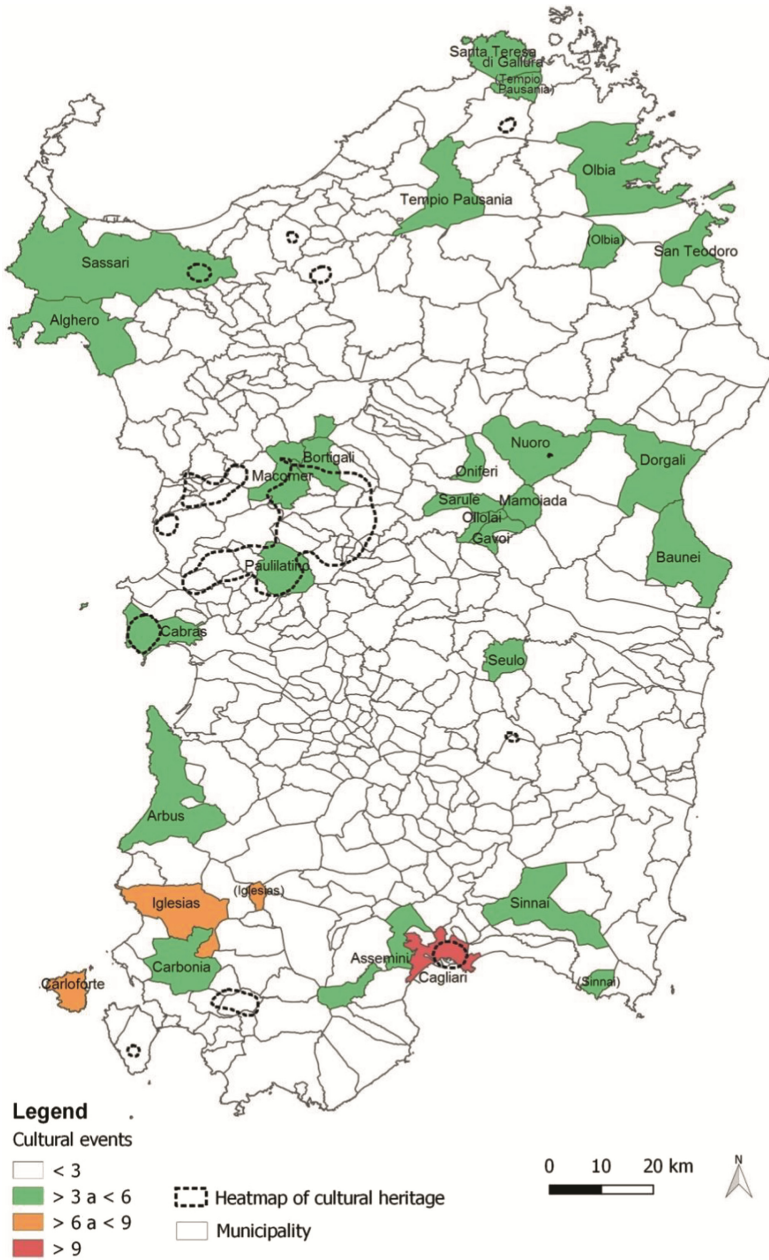 Santa Teresa
di Gallura
(Tempio
Pausania)
Olbia
Tempio Pausania
(Olbia)
San Teodoro
Sassari
Alghero
Nuoro
Bortigali
Dorgali
Oniferi
Macomer
Sarule
Mamoiada
Ollolai
Gavoi
Baunei
Paulilatino
Cabras
Seulo
Arbus
(Iglesias)
Iglesias
Sinnai
Assemini
Carbonia
Cagliari
(Sinnai)
Carloforte
Legend
Cultural events
< 3
> 3 a < 6
> 6 a < 9
> 9
Heatmap of cultural heritage
Municipality
0 10 20 km
N